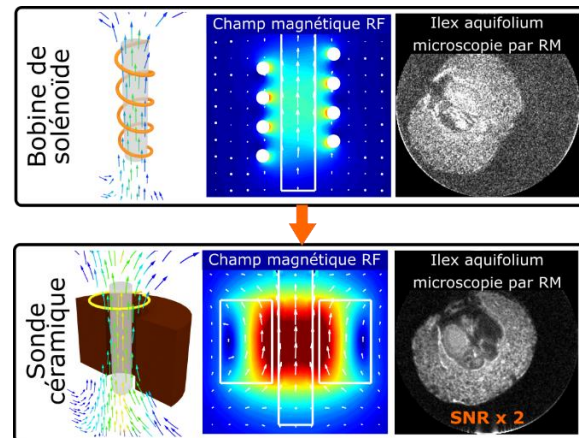 Bobine de
solénoïde
Champ magnétique RF
Ilex aquifolium
microscopie par RM
Sonde
céramique
Champ magnétique RF
Ilex aquifolium
microscopie par RM
SNR x 2